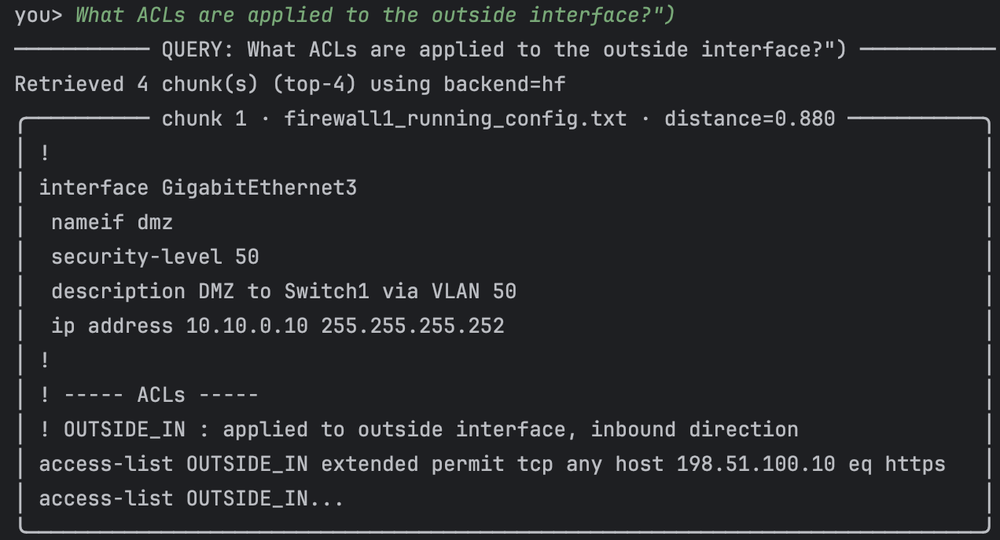 you> What ACLs are applied to the outside interface?")
QUERY: What ACLs are applied to the outside interface?")
Retrieved 4 chunk(s) (top-4) using backend=hf
chunk 1 · firewall1_running_config.txt · distance=0.880
!
interface GigabitEthernet3
 nameif dmz
 security-level 50
 description DMZ to Switch1 via VLAN 50
 ip address 10.10.0.10 255.255.255.252
!
! ----- ACLs -----
! OUTSIDE_IN : applied to outside interface, inbound direction
access-list OUTSIDE_IN extended permit tcp any host 198.51.100.10 eq https
access-list OUTSIDE_IN...